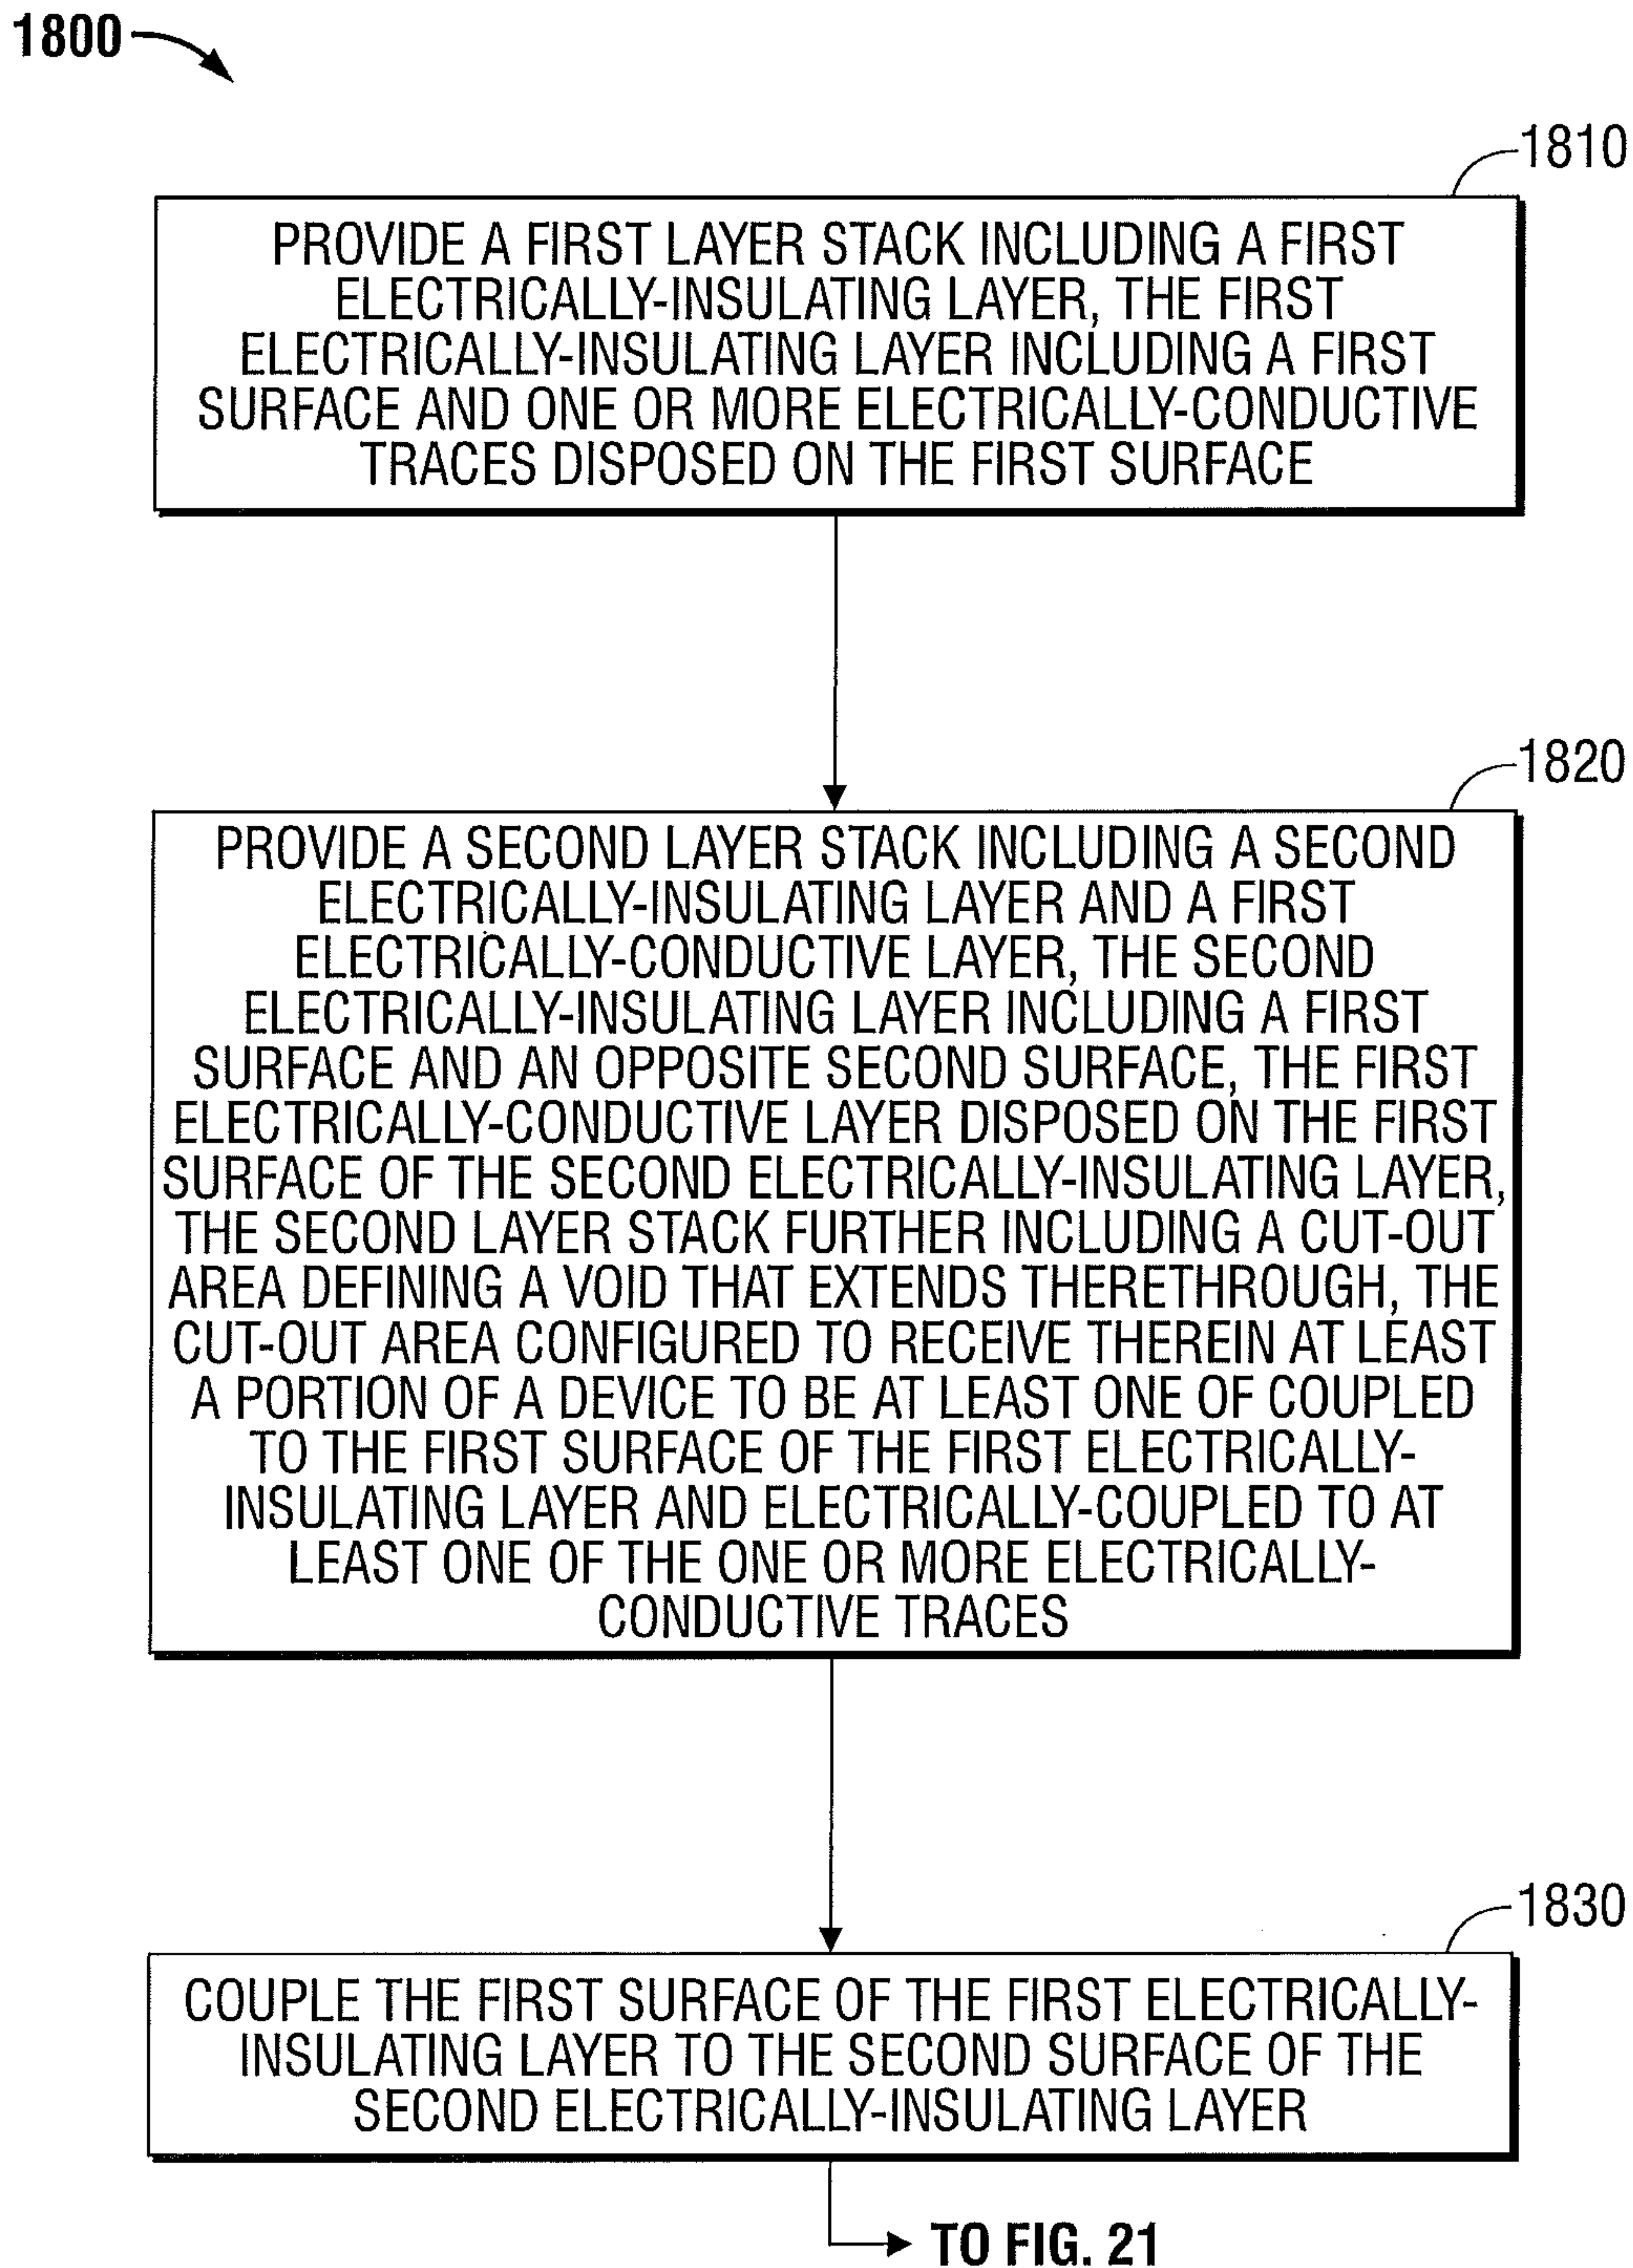 1800
1810
PROVIDE A FIRST LAYER STACK INCLUDING A FIRST
ELECTRICALLY-INSULATING LAYER, THE FIRST
ELECTRICALLY-INSULATING LAYER INCLUDING A FIRST
SURFACE AND ONE OR MORE ELECTRICALLY-CONDUCTIVE
TRACES DISPOSED ON THE FIRST SURFACE
1820
PROVIDE A SECOND LAYER STACK INCLUDING A SECOND
ELECTRICALLY-INSULATING LAYER AND A FIRST
ELECTRICALLY-CONDUCTIVE LAYER, THE SECOND
ELECTRICALLY-INSULATING LAYER INCLUDING A FIRST
SURFACE AND AN OPPOSITE SECOND SURFACE, THE FIRST
ELECTRICALLY-CONDUCTIVE LAYER DISPOSED ON THE FIRST
SURFACE OF THE SECOND ELECTRICALLY-INSULATING LAYER,
THE SECOND LAYER STACK FURTHER INCLUDING A CUT-OUT
AREA DEFINING A VOID THAT EXTENDS THERETHROUGH, THE
CUT-OUT AREA CONFIGURED TO RECEIVE THEREIN AT LEAST
A PORTION OF A DEVICE TO BE AT LEAST ONE OF COUPLED
TO THE FIRST SURFACE OF THE FIRST ELECTRICALLY-
INSULATING LAYER AND ELECTRICALLY-COUPLED TO AT
LEAST ONE OF THE ONE OR MORE ELECTRICALLY-
CONDUCTIVE TRACES
1830
COUPLE THE FIRST SURFACE OF THE FIRST ELECTRICALLY-
INSULATING LAYER TO THE SECOND SURFACE OF THE
SECOND ELECTRICALLY-INSULATING LAYER
TO FIG. 21